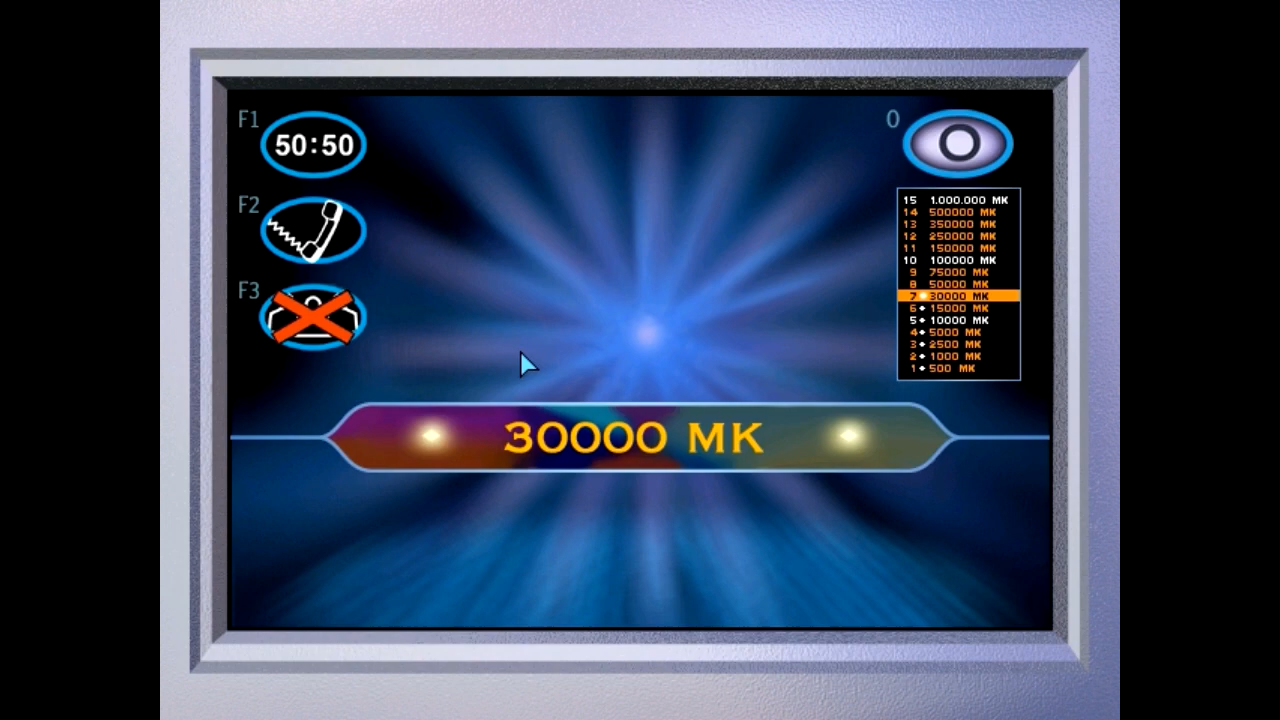 F1
50:50
F2
F3
0
15 1.000.000 MK
14 500000 MK
13 350000 MK
12 250000 MK
11 150000 MK
10 100000 MK
9 75000 MK
8 50000 MK
7 30000 MK
6 ♦ 15000 MK
5 ♦ 10000 MK
4 ♦ 5000 MK
3 ♦ 2500 MK
2 ♦ 1000 MK
1 ♦ 500 MK
30000 MK